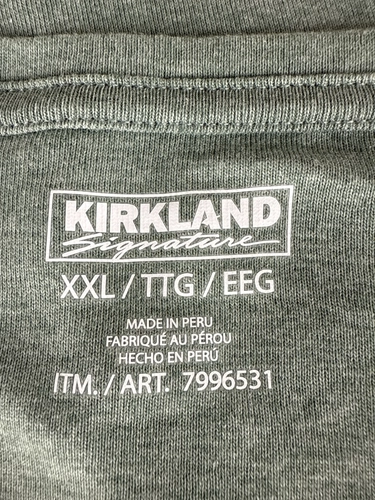 KIRKLAND
Signature
XXL / TTG / EEG
MADE IN PERU
FABRIQUÉ AU PÉROU
HECHO EN PERÚ
ITM. / ART. 7996531